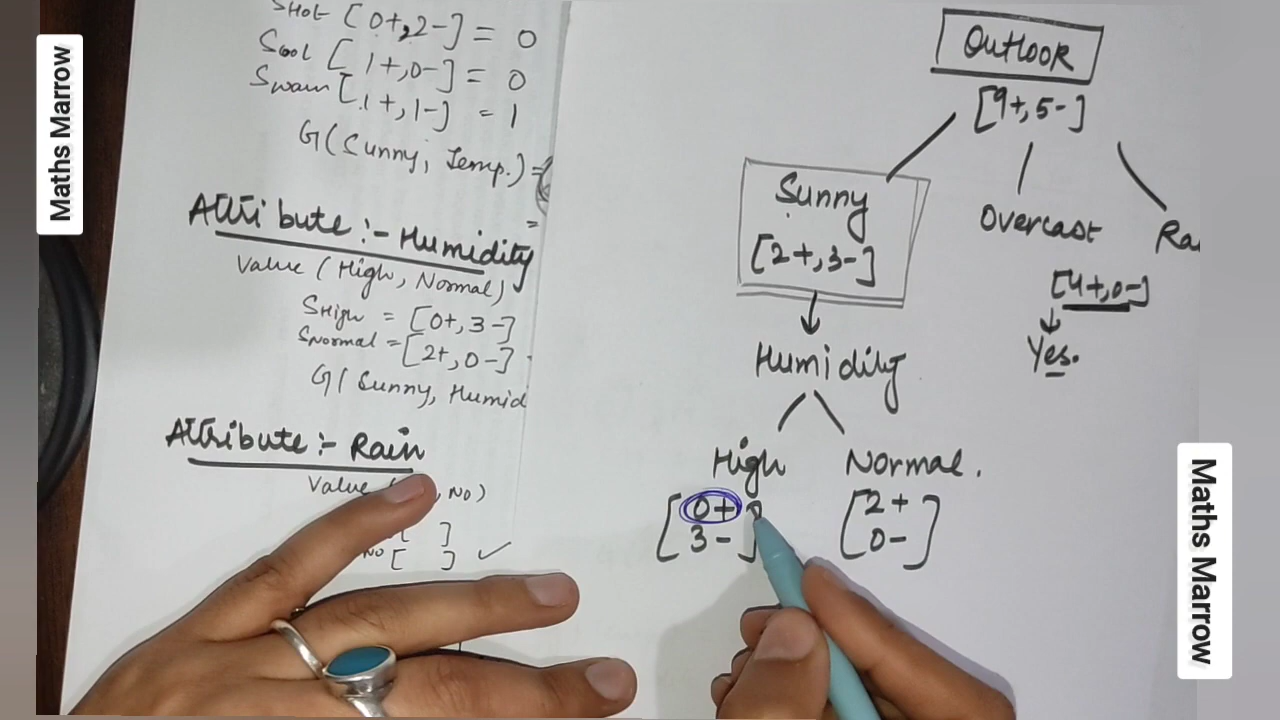 Maths Marrow
SHot [0+,2-] = 0
SCool [1+,0-] = 0
Swarm [1+,1-] = 1
G(Sunny, Temp.) =
=
Attribute :- Humidity
Value (High, Normal)
SHigh = [0+, 3-]
SNormal = [2+, 0-]
G( Sunny, Humid
Attribute :- Rain
Value ( , No)
[ ]
No [ ] ✓
Outlook
[9+,5-]
Sunny
[2+,3-]
Overcast
[4+,0-]
Yes.
Ra
Humidity
High
[0+
3-]
Normal.
[2+
0-]
Maths Marrow